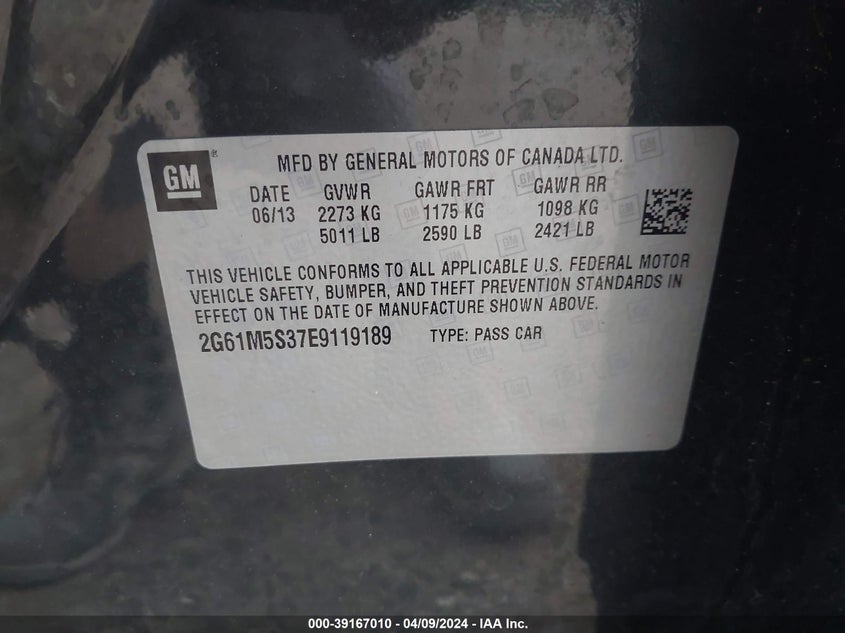 GM
MFD BY GENERAL MOTORS OF CANADA LTD.
DATE GVWR GAWR FRT GAWR RR
06/13 2273 KG 1175 KG 1098 KG
5011 LB 2590 LB 2421 LB
THIS VEHICLE CONFORMS TO ALL APPLICABLE U.S. FEDERAL MOTOR
VEHICLE SAFETY, BUMPER, AND THEFT PREVENTION STANDARDS IN
EFFECT ON THE DATE OF MANUFACTURE SHOWN ABOVE.
2G61M5S37E9119189 TYPE: PASS CAR
000-39167010 - 04/09/2024 - IAA Inc.